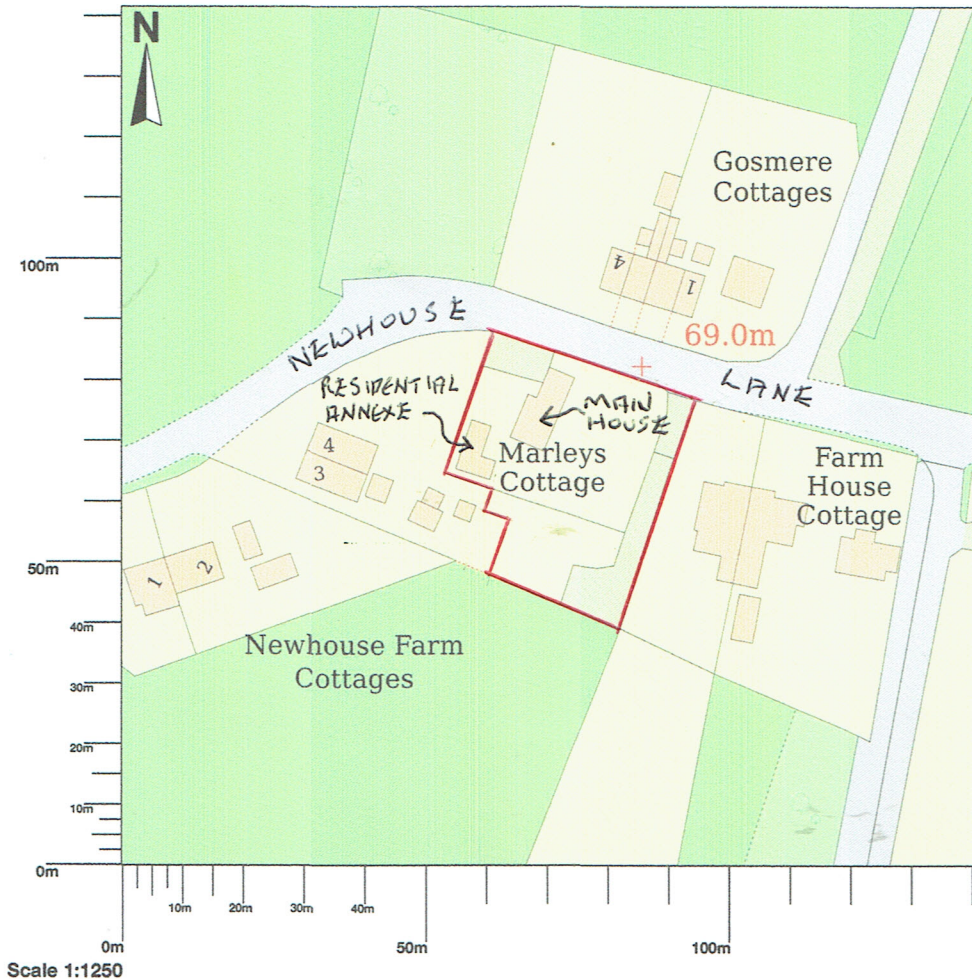 N
Gosmere
Cottages
4
1
100m
NEWHOUSE
69.0m
LANE
RESIDENTIAL
ANNEXE
MAIN
HOUSE
Marleys
Cottage
Farm
House
Cottage
4
3
1
2
50m
40m
Newhouse Farm
Cottages
30m
20m
10m
0m
10m
20m
30m
40m
0m
50m
100m
Scale 1:1250